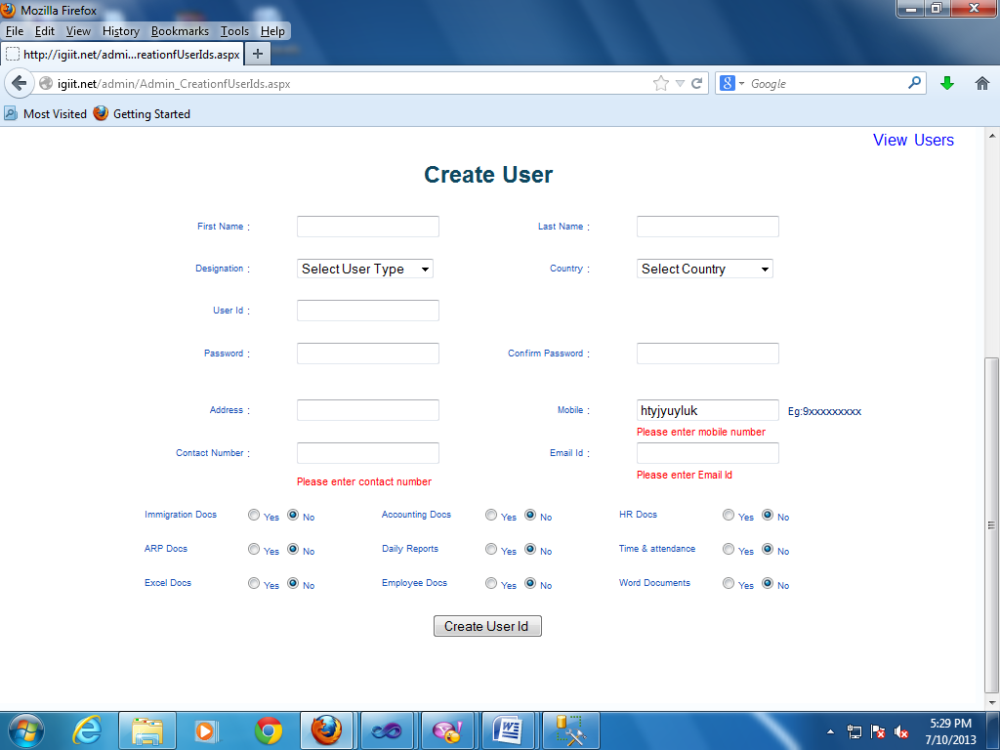 Mozilla Firefox
File Edit View History Bookmarks Tools Help
http://igiit.net/admi...reationfUserIds.aspx
igiit.net/admin/Admin_CreationfUserIds.aspx
Google
Most Visited Getting Started
View Users
Create User
First Name :
Last Name :
Designation : Select User Type
Country : Select Country
User Id :
Password :
Confirm Password :
Address :
Mobile : htyjyuyluk Eg:9xxxxxxxxx
Please enter mobile number
Contact Number :
Email Id :
Please enter contact number
Please enter Email Id
Immigration Docs Yes No Accounting Docs Yes No HR Docs Yes No
ARP Docs Yes No Daily Reports Yes No Time & attendance Yes No
Excel Docs Yes No Employee Docs Yes No Word Documents Yes No
Create User Id
5:29 PM
7/10/2013